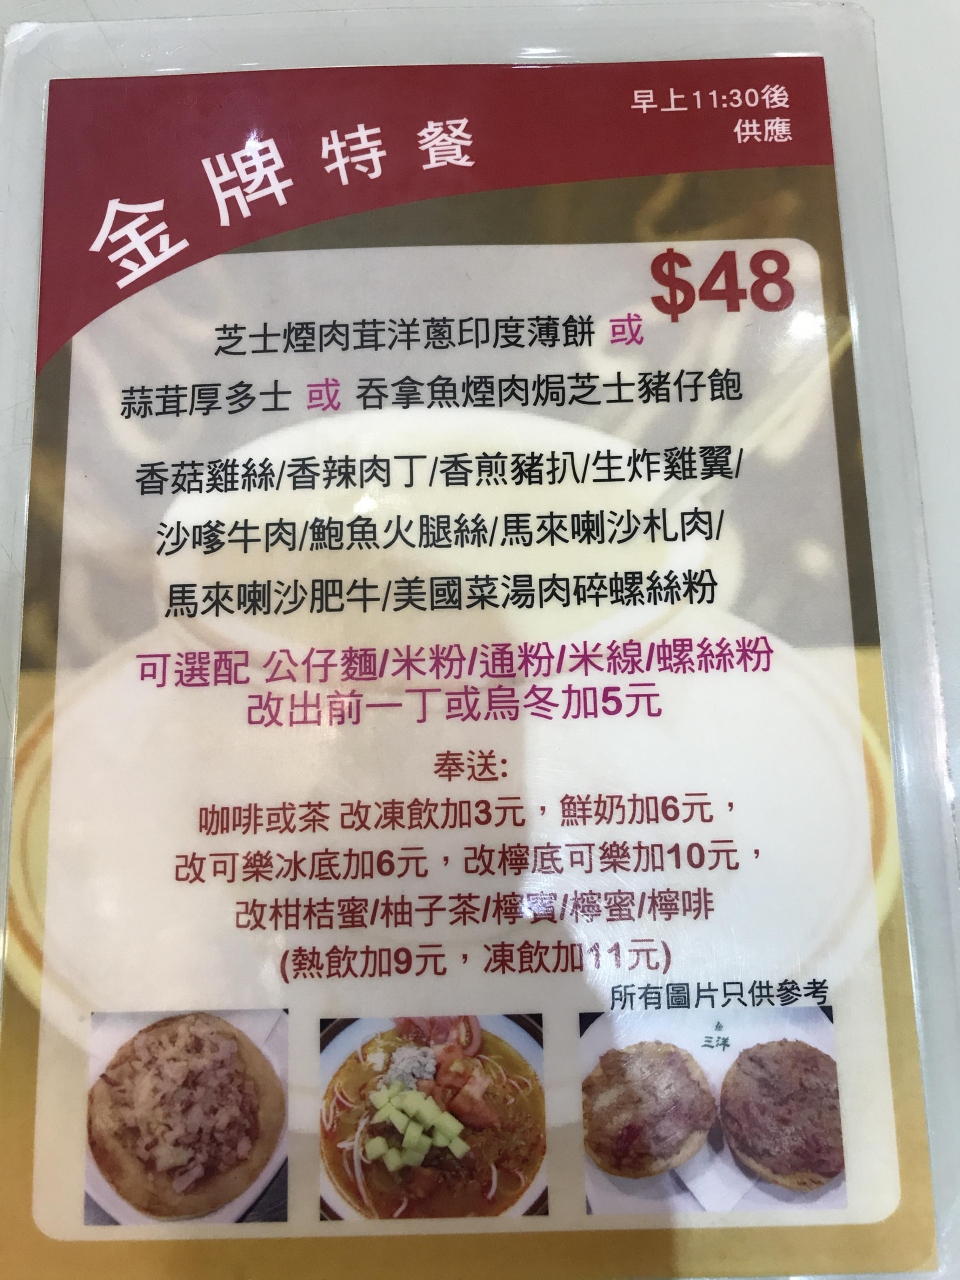 早上11:30後
供應
金牌特餐
$48
芝士煙肉茸洋蔥印度薄餅 或
蒜茸厚多士 或 吞拿魚煙肉焗芝士豬仔飽
香菇雞絲/香辣肉丁/香煎豬扒/生炸雞翼/
沙嗲牛肉/鮑魚火腿絲/馬來喇沙札肉/
馬來喇沙肥牛/美國菜湯肉碎螺絲粉
可選配 公仔麵/米粉/通粉/米線/螺絲粉
改出前一丁或烏冬加5元
奉送:
咖啡或茶 改凍飲加3元，鮮奶加6元，
改可樂冰底加6元，改檸底可樂加10元，
改柑桔蜜/柚子茶/檸賓/檸蜜/檸啡
(熱飲加9元，凍飲加11元)
所有圖片只供參考
三洋